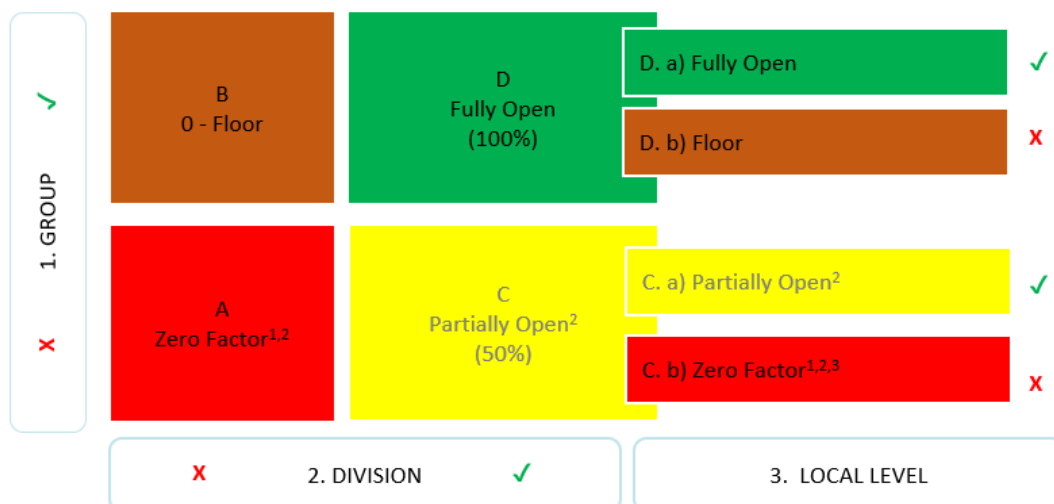 1. GROUP
✓
X
B
0 - Floor
D
Fully Open
(100%)
D. a) Fully Open
✓
D. b) Floor
X
A
Zero Factor¹,²
C
Partially Open²
(50%)
C. a) Partially Open²
✓
C. b) Zero Factor¹,²,³
X
X
2. DIVISION
✓
3. LOCAL LEVEL